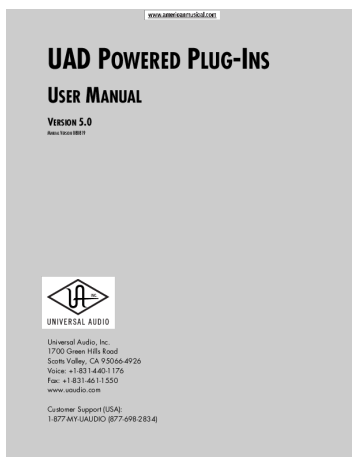 www.americanmusical.com
UAD POWERED PLUG-INS
USER MANUAL
VERSION 5.0
UA INC.
UNIVERSAL AUDIO
Universal Audio, Inc.
1700 Green Hills Road
Scotts Valley, CA 95066-4926
Voice: +1-831-440-1176
Fax: +1-831-461-1550
www.uaudio.com
Customer Support (USA):
1-877-MY-UAUDIO (877-698-2834)